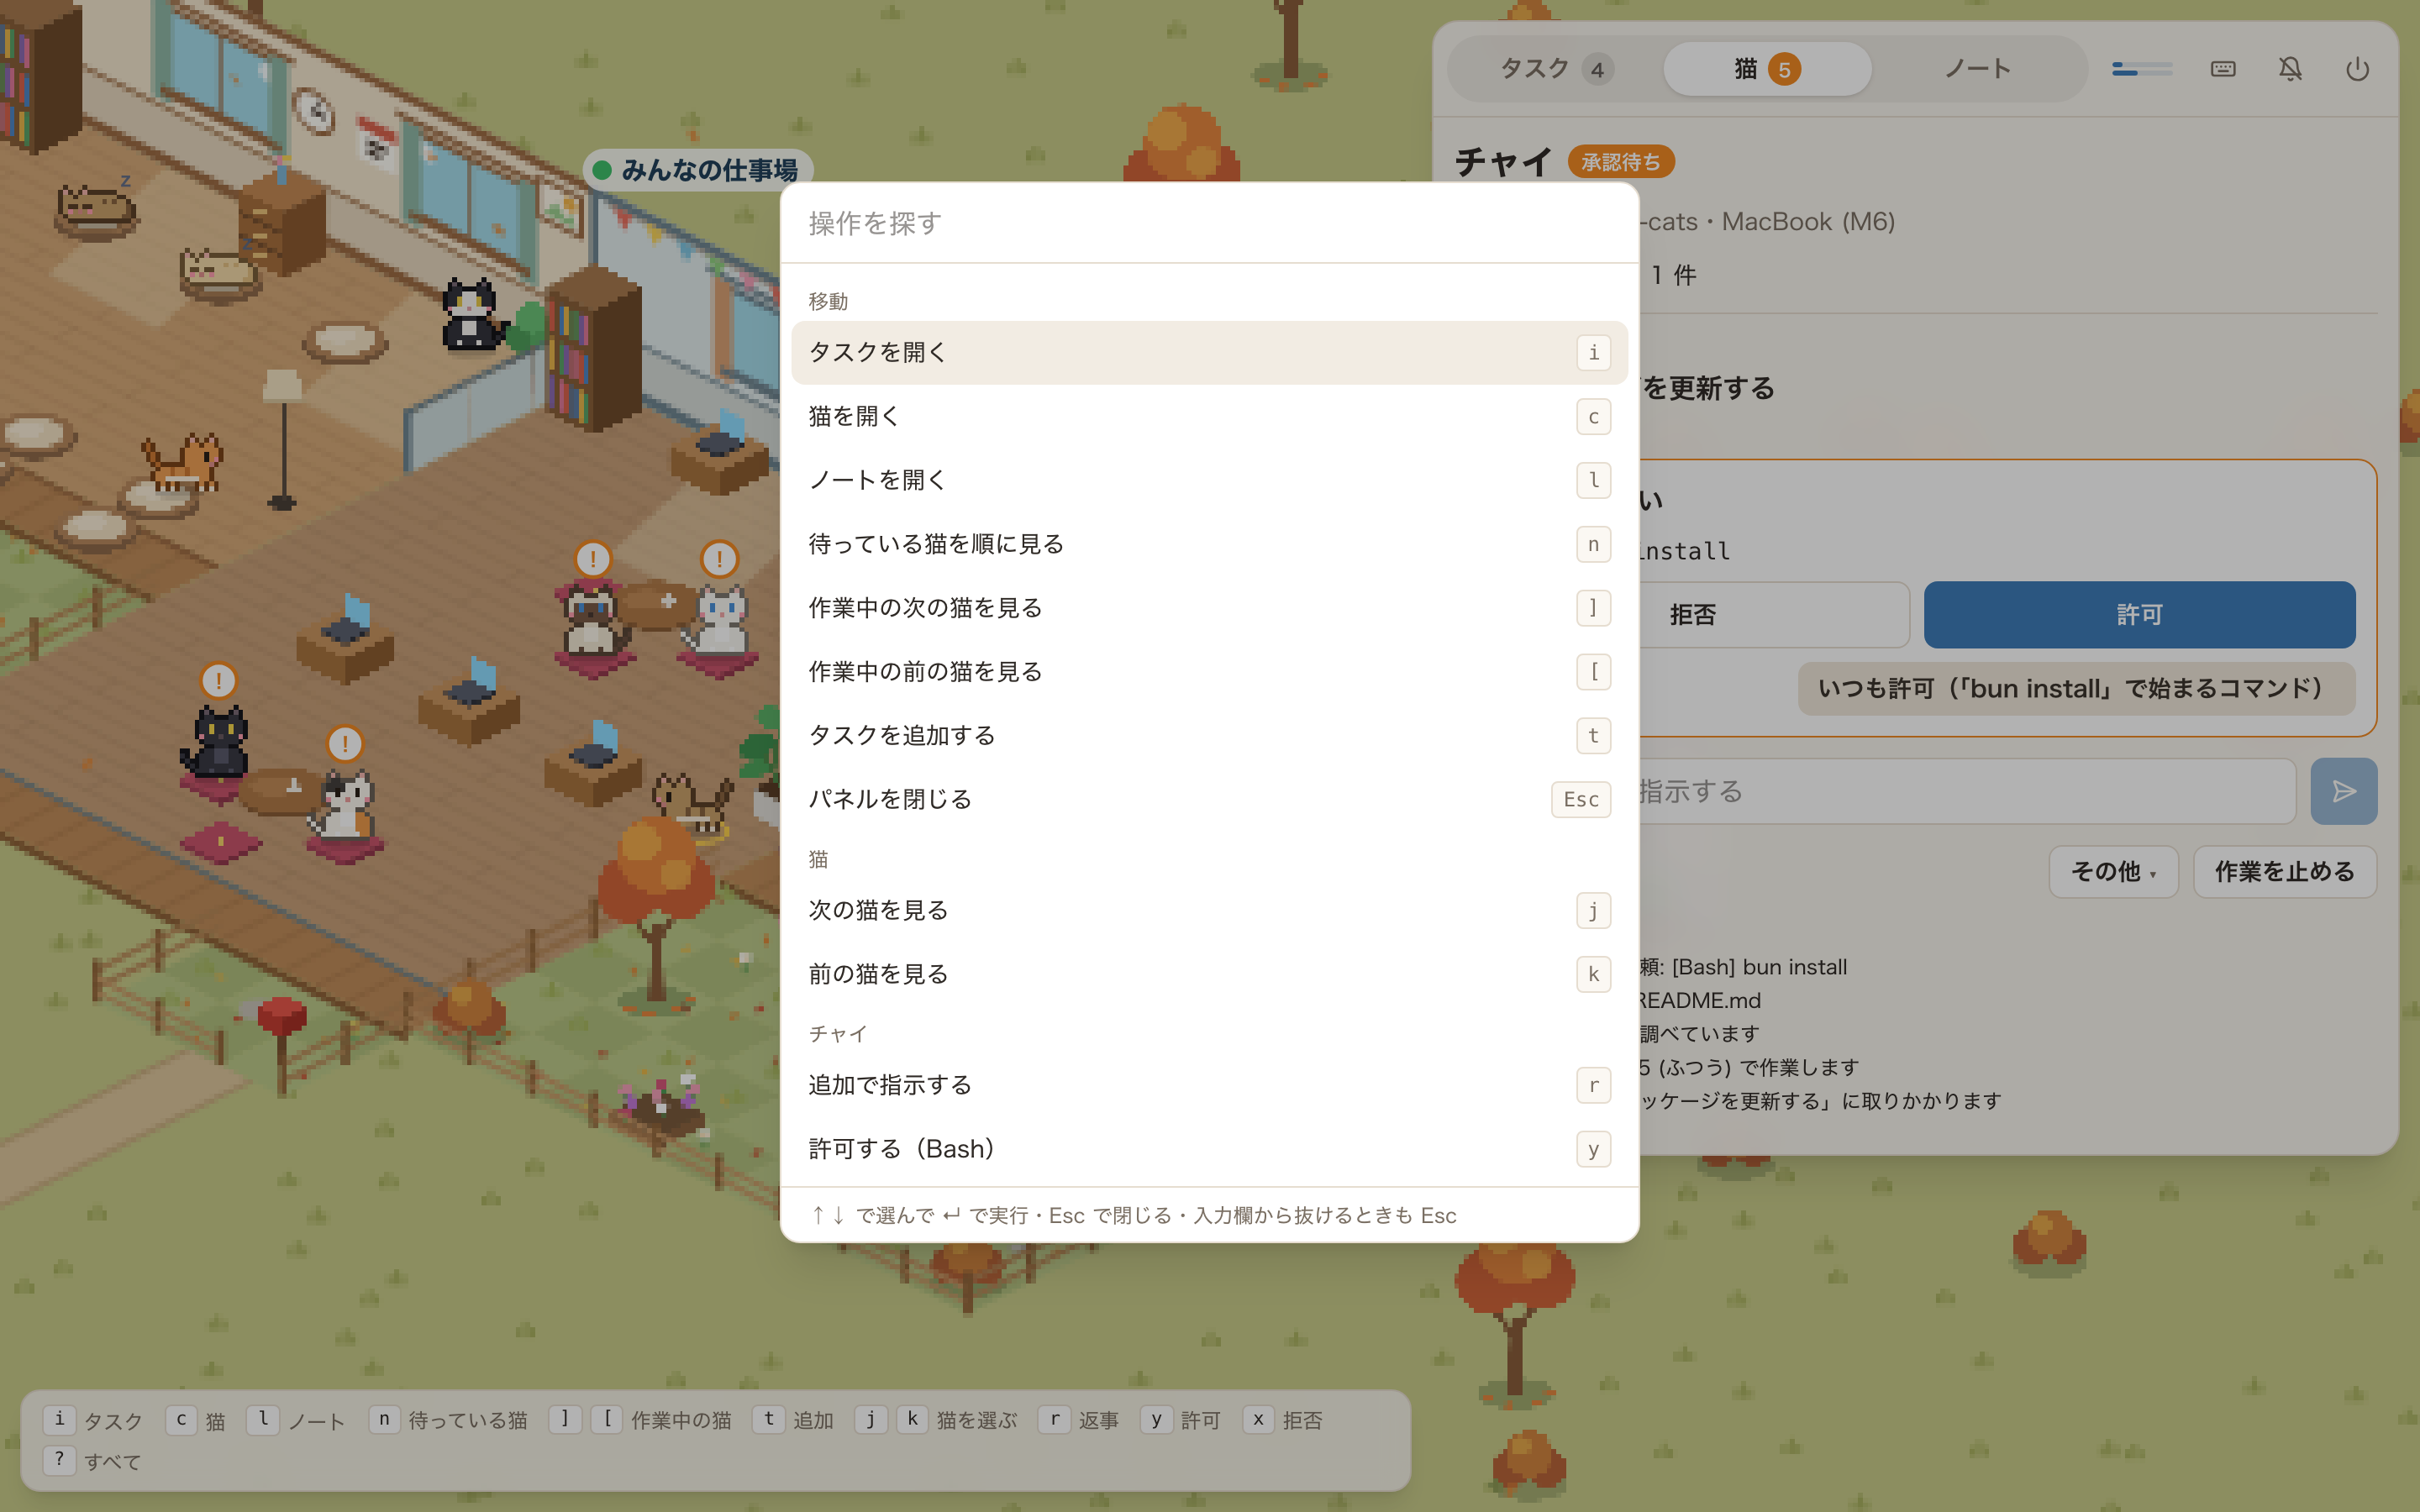 みんなの仕事場
タスク 4
猫 5
ノート
チャイ 承認待ち
-cats・MacBook (M6)
1 件
を更新する
い
install
拒否
許可
いつも許可（「bun install」で始まるコマンド）
指示する
その他 ▾
作業を止める
頼: [Bash] bun install
README.md
調べています
5 (ふつう) で作業します
ッケージを更新する」に取りかかります
操作を探す
移動
タスクを開く i
猫を開く c
ノートを開く l
待っている猫を順に見る n
作業中の次の猫を見る ]
作業中の前の猫を見る [
タスクを追加する t
パネルを閉じる Esc
猫
次の猫を見る j
前の猫を見る k
チャイ
追加で指示する r
許可する（Bash） y
↑↓ で選んで ↵ で実行・Esc で閉じる・入力欄から抜けるときも Esc
i タスク c 猫 l ノート n 待っている猫 ] [ 作業中の猫 t 追加 j k 猫を選ぶ r 返事 y 許可 x 拒否
? すべて
z
z
!
!
!
!